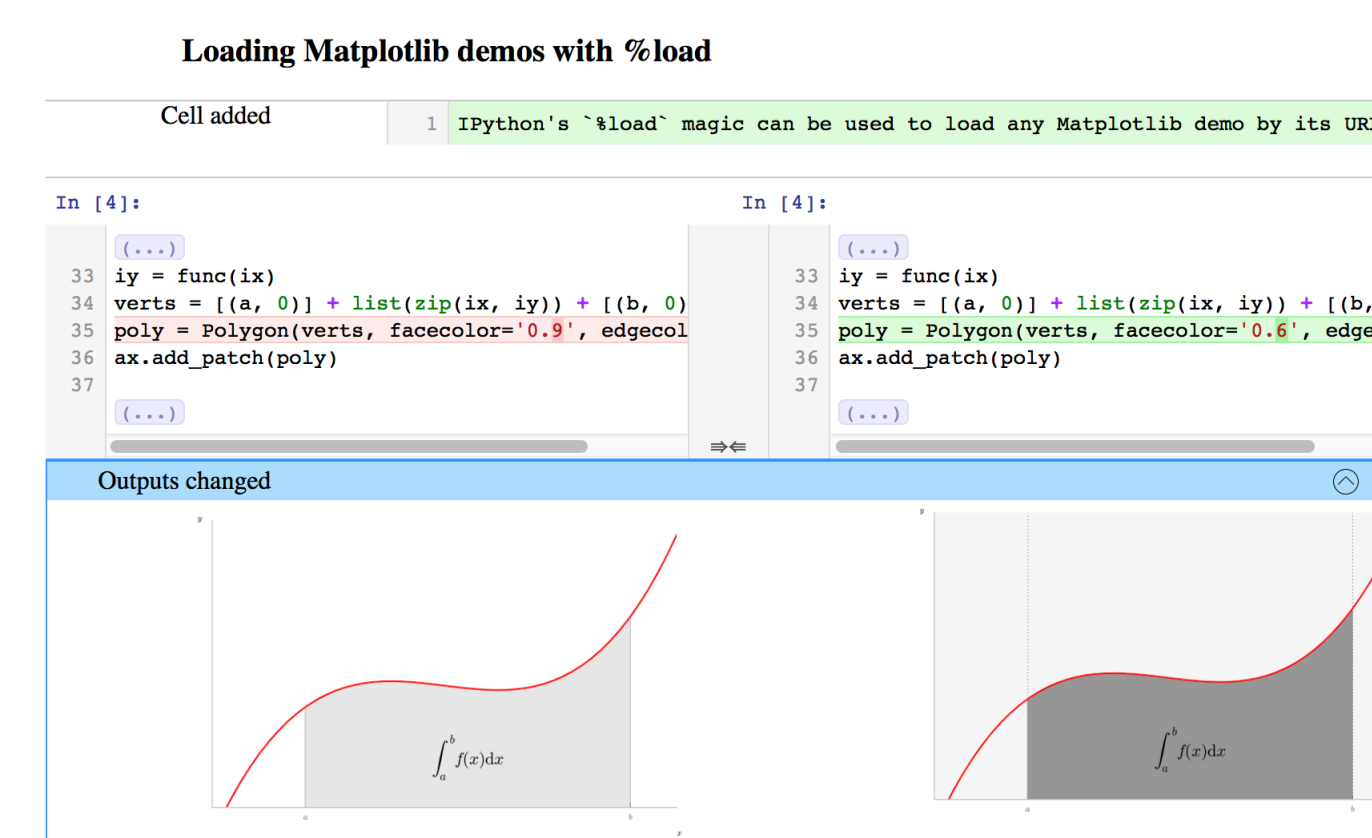 Loading Matplotlib demos with %load
Cell added
1 IPython's `%load` magic can be used to load any Matplotlib demo by its
In [4]:
(...)
33 iy = func(ix)
34 verts = [(a, 0)] + list(zip(ix, iy)) + [(b, 0)
35 poly = Polygon(verts, facecolor='0.9', edgecol
36 ax.add_patch(poly)
37
(...)
In [4]:
(...)
33 iy = func(ix)
34 verts = [(a, 0)] + list(zip(ix, iy)) + [(b,
35 poly = Polygon(verts, facecolor='0.6', edge
36 ax.add_patch(poly)
37
(...)
Outputs changed
y
∫_a^b f(x)dx
a b
x
y
∫_a^b f(x)dx
a b